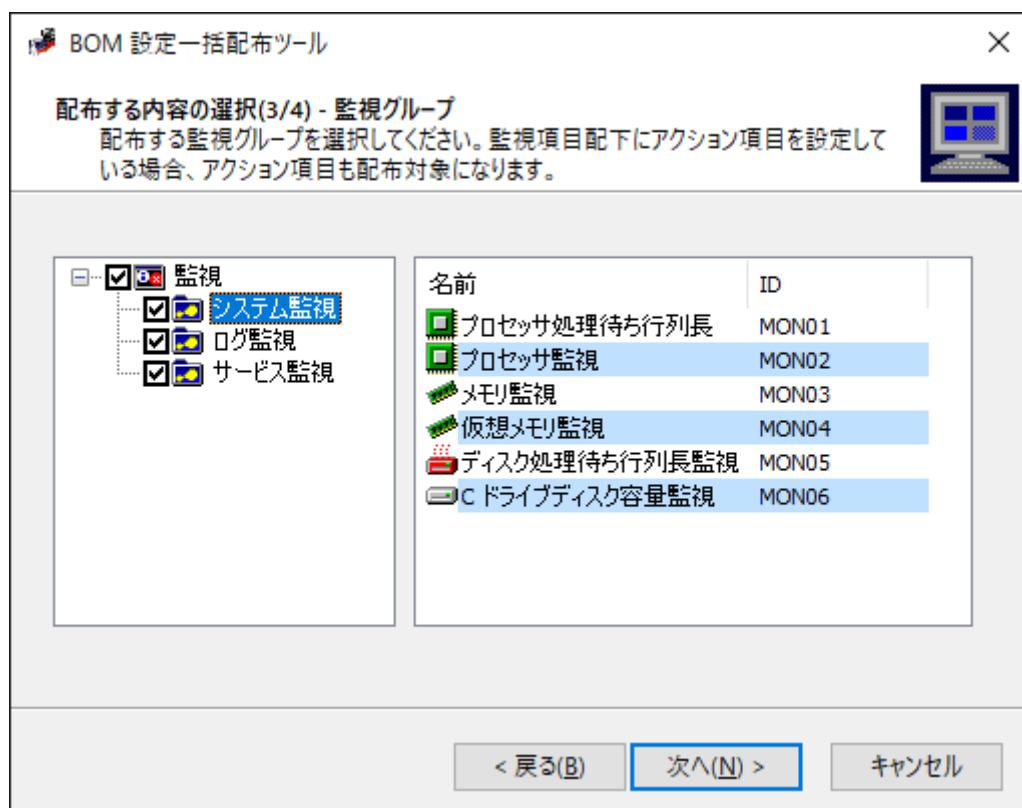 BOM 設定一括配布ツール
配布する内容の選択(3/4) - 監視グループ
配布する監視グループを選択してください。監視項目配下にアクション項目を設定して
いる場合、アクション項目も配布対象になります。
監視
システム監視
ログ監視
サービス監視
名前 ID
プロセッサ処理待ち行列長 MON01
プロセッサ監視 MON02
メモリ監視 MON03
仮想メモリ監視 MON04
ディスク処理待ち行列長監視 MON05
C ドライブディスク容量監視 MON06
< 戻る(B) 次へ(N) > キャンセル